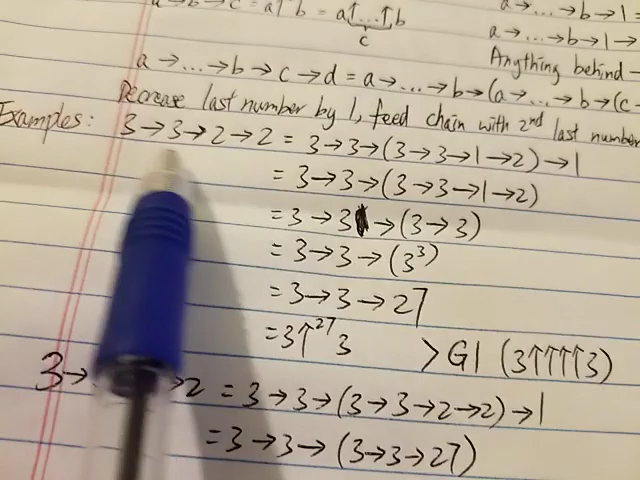 a→b→c = a↑ᶜb = a↑...↑b
c
a→...→b→1 =
a→...→b→1→
Anything behind
a→...→b→c→d = a→...→b→(a→...→b→(c-
Decrease last number by 1, feed chain with 2nd last number
Examples: 3→3→2→2 = 3→3→(3→3→1→2)→1
= 3→3→(3→3→1→2)
= 3→3→(3→3)
= 3→3→(3³)
= 3→3→27
= 3↑²⁷3 > G1 (3↑↑↑↑3)
3→ →2 = 3→3→(3→3→2→2)→1
= 3→3→(3→3→27)